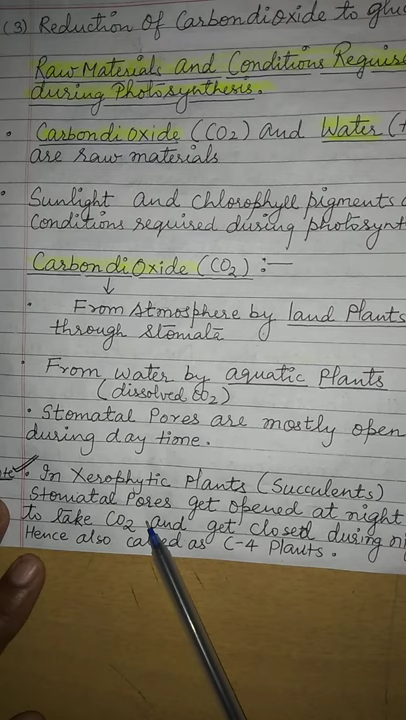 (3) Reduction of Carbondioxide to glu
Raw Materials and Conditions Require
during Photosynthesis.
• Carbondioxide (CO2) and Water (
are raw materials
• Sunlight and Chlorophyll pigments
Conditions required during photosynt
Carbondioxide (CO2) :—
↓
• From Atmosphere by land Plants
through Stomata
• From water by aquatic Plants
(dissolved CO2)
• Stomatal Pores are mostly open
during day time.
• In Xerophytic Plants (Succulents)
Stomatal Pores get opened at night
to take CO2 and get closed during
Hence also called as C-4 Plants.